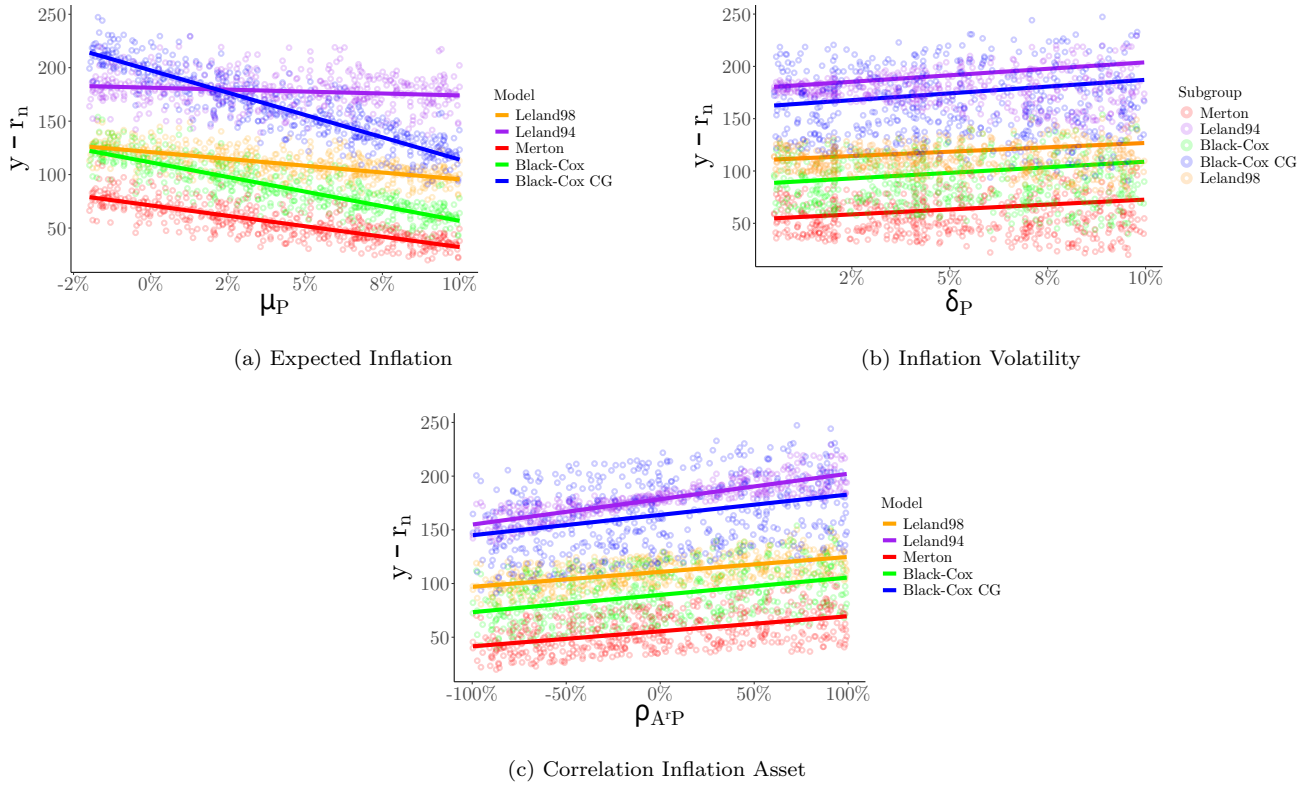 y − rₙ
250
200
150
100
50
-2% 0% 2% 5% 8% 10%
μ_P
Model
Leland98
Leland94
Merton
Black-Cox
Black-Cox CG
(a) Expected Inflation
y − rₙ
250
200
150
100
50
2% 5% 8% 10%
δ_P
Subgroup
Merton
Leland94
Black-Cox
Black-Cox CG
Leland98
(b) Inflation Volatility
y − rₙ
250
200
150
100
50
-100% -50% 0% 50% 100%
ρ_AʳP
Model
Leland98
Leland94
Merton
Black-Cox
Black-Cox CG
(c) Correlation Inflation Asset